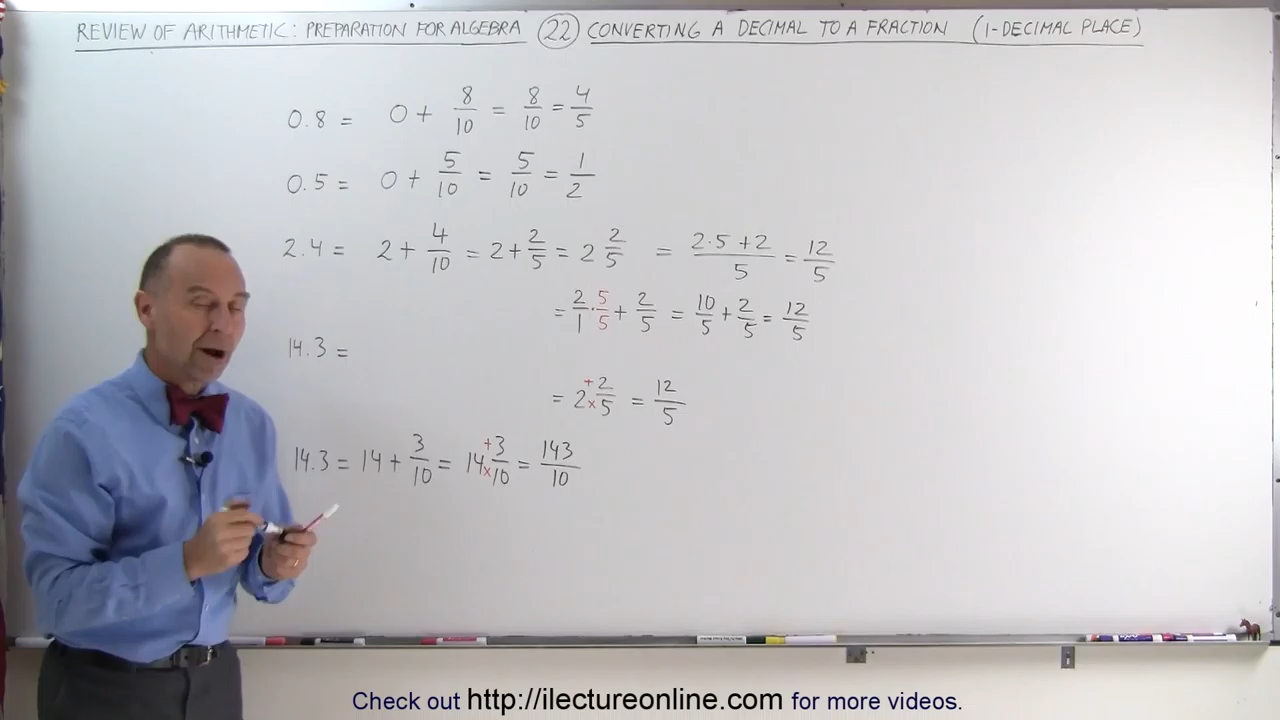 REVIEW OF ARITHMETIC: PREPARATION FOR ALGEBRA (22) CONVERTING A DECIMAL TO A FRACTION (1-DECIMAL PLACE)
0.8 = 0 + 8/10 = 8/10 = 4/5
0.5 = 0 + 5/10 = 5/10 = 1/2
2.4 = 2 + 4/10 = 2 + 2/5 = 2 2/5 = (2·5+2)/5 = 12/5
= 2/1 · 5/5 + 2/5 = 10/5 + 2/5 = 12/5
14.3 =
= 2 +2/×5 = 12/5
14.3 = 14 + 3/10 = 14 +3/×10 = 143/10
Check out http://ilectureonline.com for more videos.